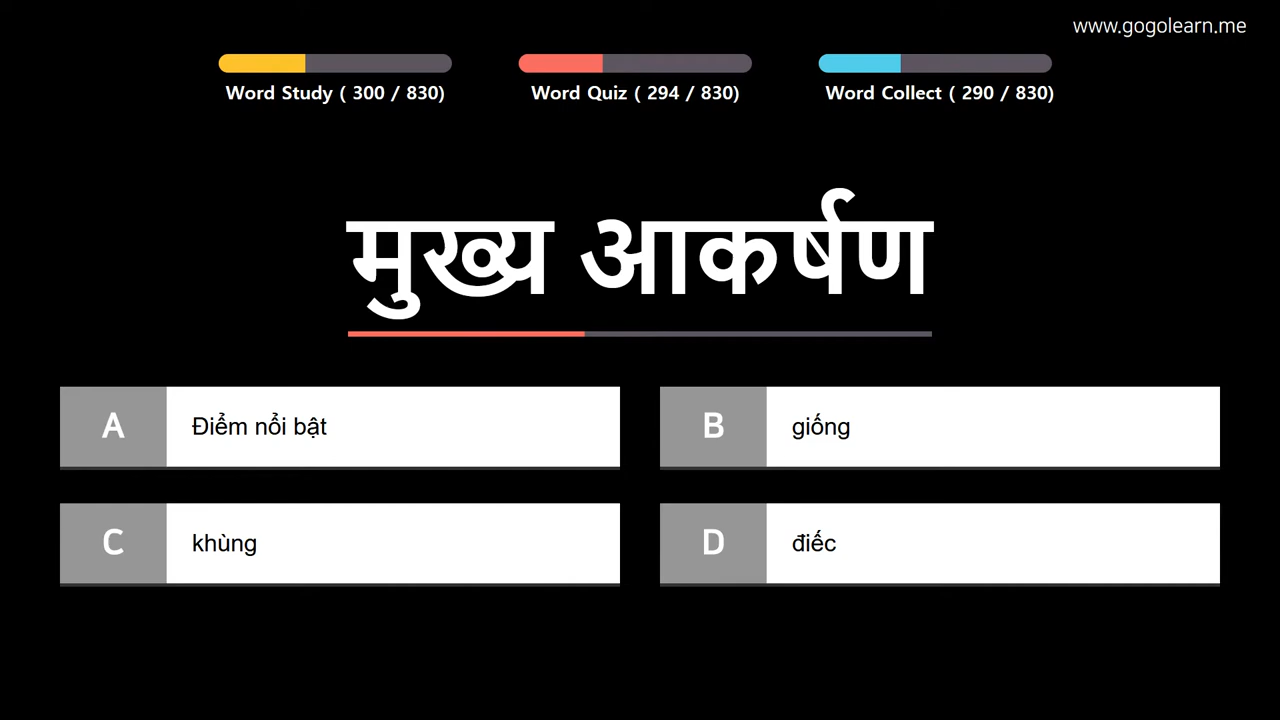 www.gogolearn.me
Word Study ( 300 / 830)
Word Quiz ( 294 / 830)
Word Collect ( 290 / 830)
मुख्य आकर्षण
A
Điểm nổi bật
B
giống
C
khùng
D
điếc